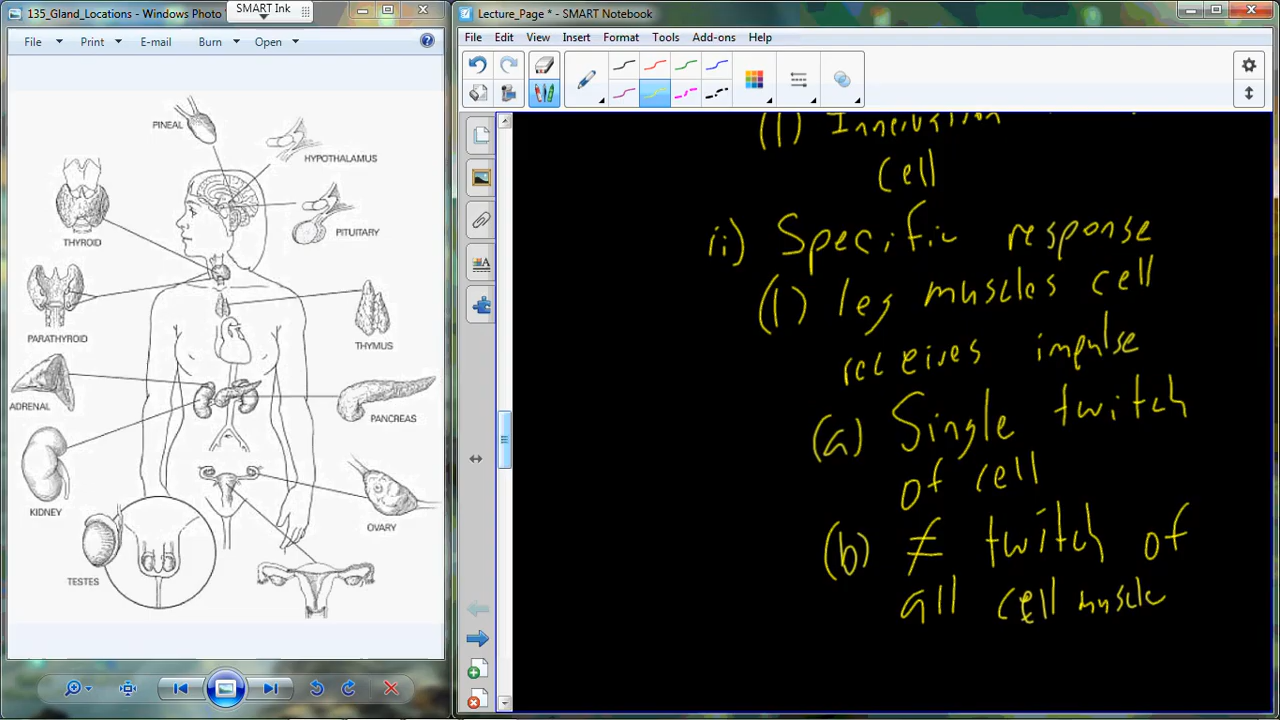 135_Gland_Locations - Windows Photo
SMART Ink
File Print E-mail Burn Open
PINEAL
HYPOTHALAMUS
PITUITARY
THYROID
PARATHYROID
THYMUS
ADRENAL
PANCREAS
KIDNEY
OVARY
TESTES
Lecture_Page * - SMART Notebook
File Edit View Insert Format Tools Add-ons Help
(1) Innervation
cell
ii) Specific response
(1) leg muscles cell
receives impulse
(a) Single twitch
of cell
(b) ≠ twitch of
all cell muscle